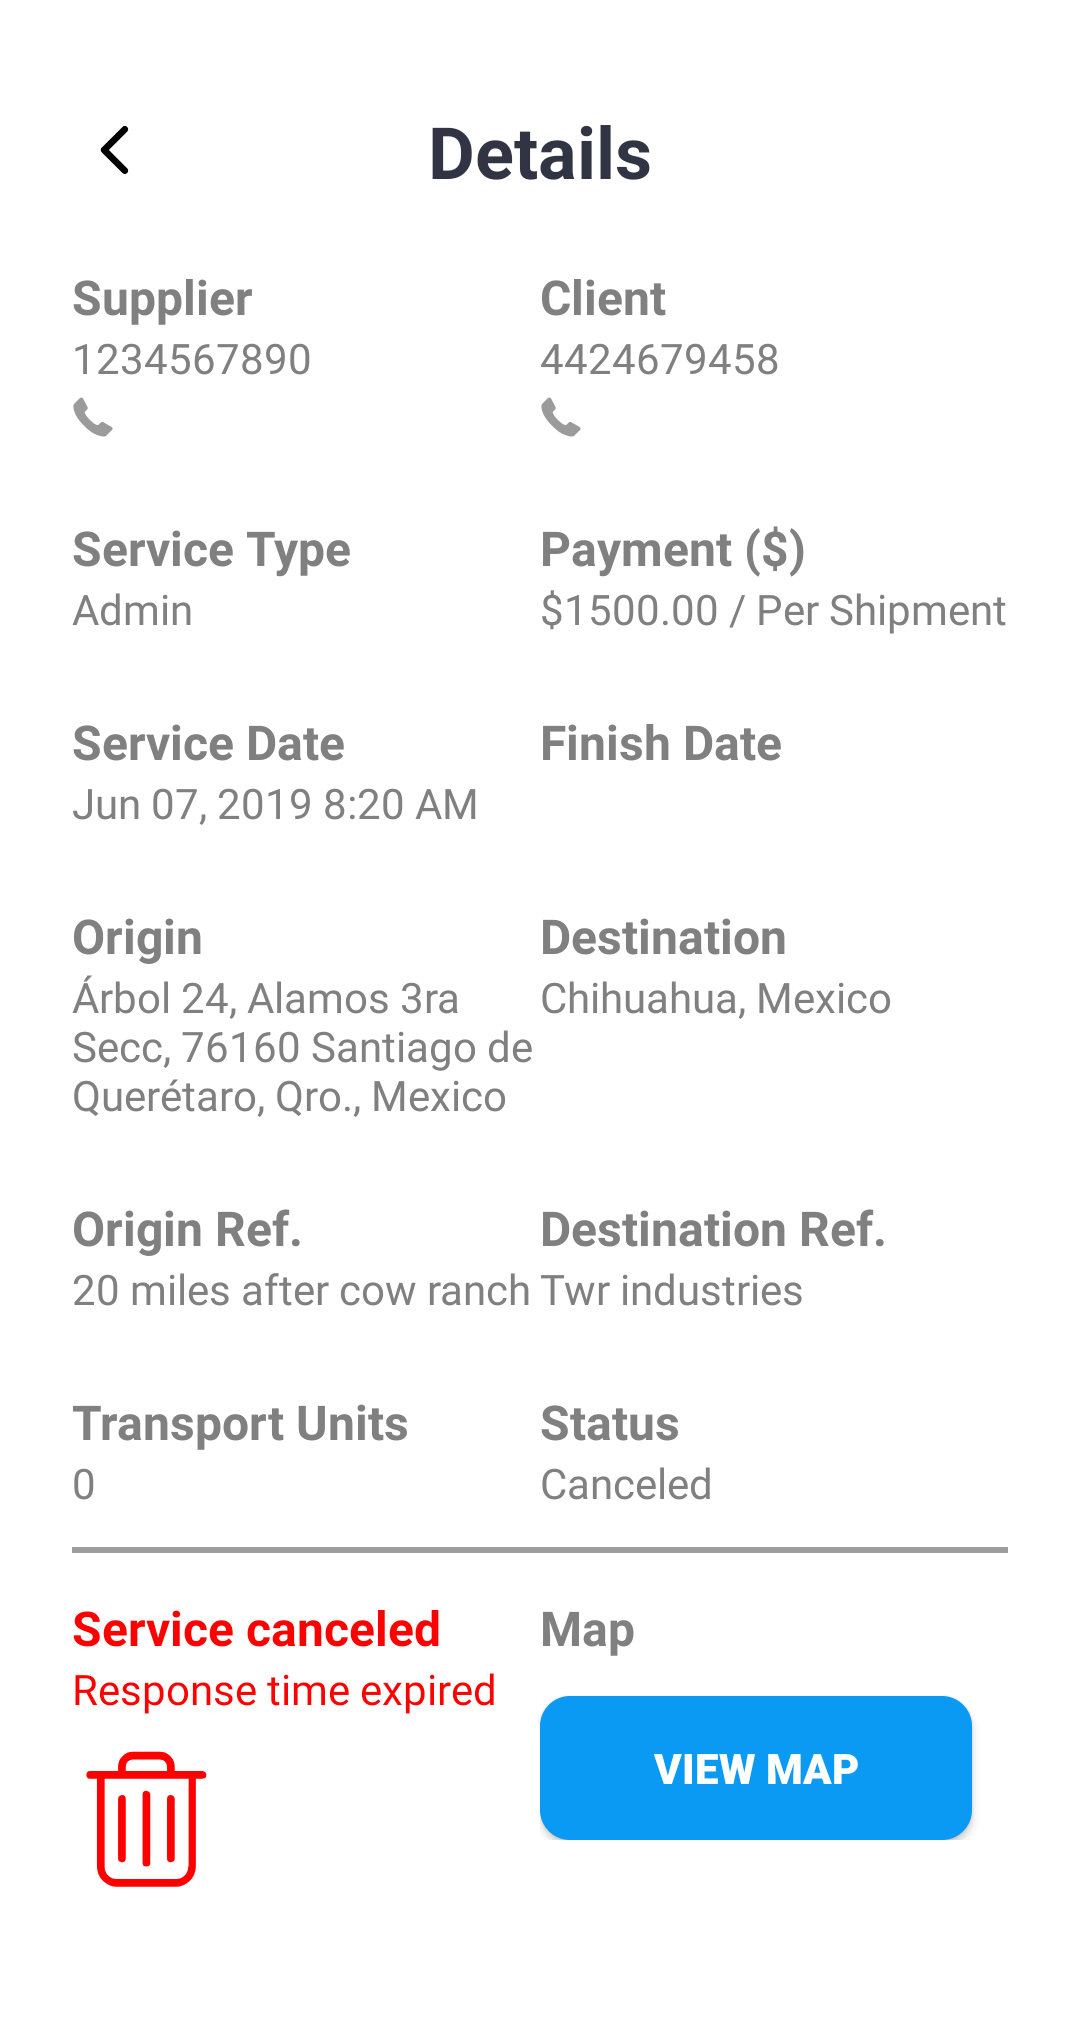 Details
Supplier
1234567890
Client
4424679458
Service Type
Admin
Payment ($)
$1500.00 / Per Shipment
Service Date
Jun 07, 2019 8:20 AM
Finish Date
Origin
Árbol 24, Alamos 3ra
Secc, 76160 Santiago de
Querétaro, Qro., Mexico
Destination
Chihuahua, Mexico
Origin Ref.
20 miles after cow ranch
Destination Ref.
Twr industries
Transport Units
0
Status
Canceled
Service canceled
Response time expired
Map
VIEW MAP